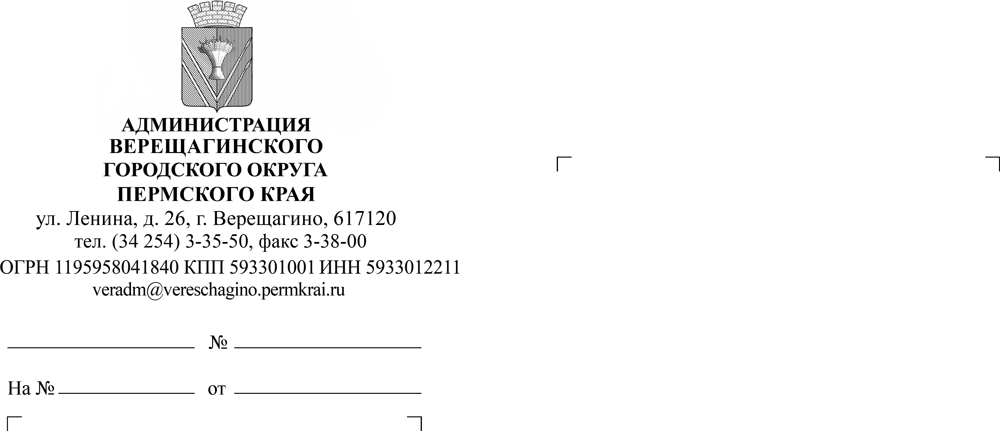 АДМИНИСТРАЦИЯ
ВЕРЕЩАГИНСКОГО
ГОРОДСКОГО ОКРУГА
ПЕРМСКОГО КРАЯ
ул. Ленина, д. 26, г. Верещагино, 617120
тел. (34 254) 3-35-50, факс 3-38-00
ОГРН 1195958041840 КПП 593301001 ИНН 5933012211
veradm@vereschagino.permkrai.ru
№
На № от